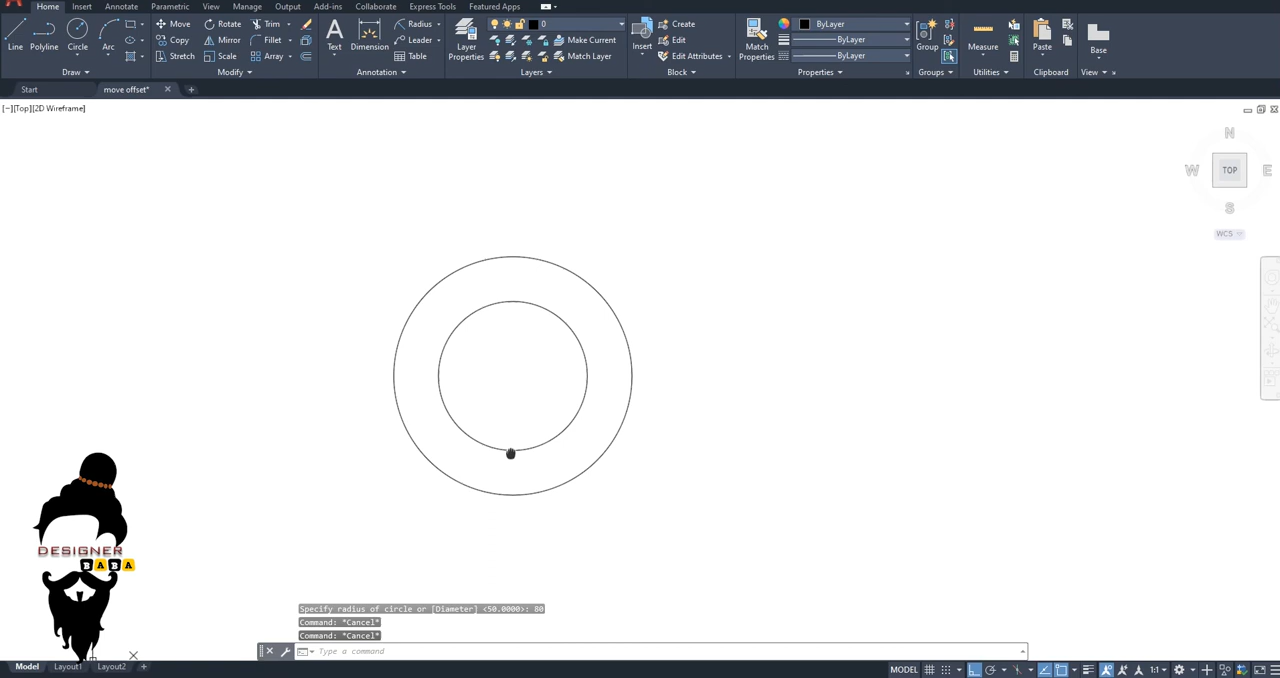 Home Insert Annotate Parametric View Manage Output Add-ins Collaborate Express Tools Featured Apps
Line Polyline Circle Arc
Move Rotate Trim
Copy Mirror Fillet
Stretch Scale Array
Text Dimension
Radius
Leader
Table
Layer Properties
0
Make Current
Match Layer
Insert
Create
Edit
Edit Attributes
Match Properties
ByLayer
ByLayer
ByLayer
Group
Measure
Paste
Base
Draw Modify Annotation Layers Block Properties Groups Utilities Clipboard View
Start move offset*
[−][Top][2D Wireframe]
N
W TOP E
S
WCS
DESIGNER
BABA
Specify radius of circle or [Diameter] <50.0000>: 80
Command: *Cancel*
Command: *Cancel*
Type a command
Model Layout1 Layout2
MODEL 1:1